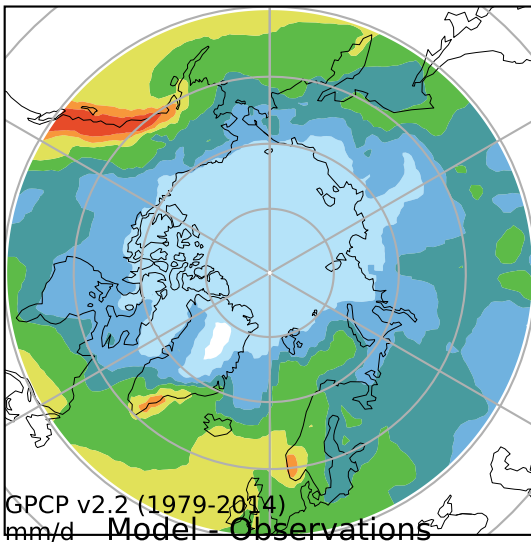 GPCP v2.2 (1979-2014)
mm/d Model - Observations